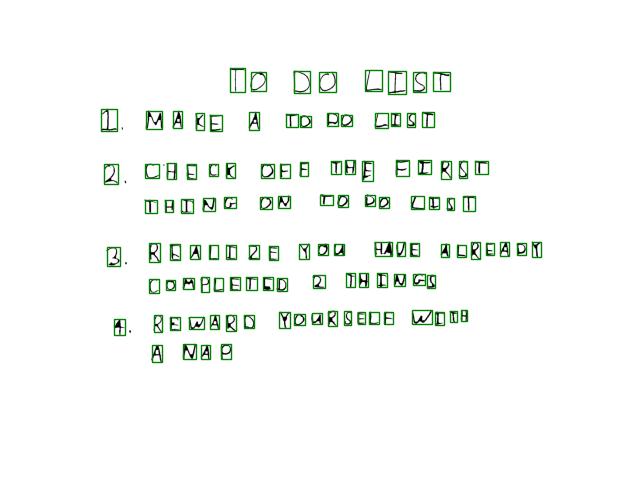 TO DO LIST
1. MAKE A TO DO LIST
2. CHECK OFF THE FIRST
THING ON TO DO LIST
3. REALIZE YOU HAVE ALREADY
COMPLETED 2 THINGS
4. REWARD YOURSELF WITH
A NAP